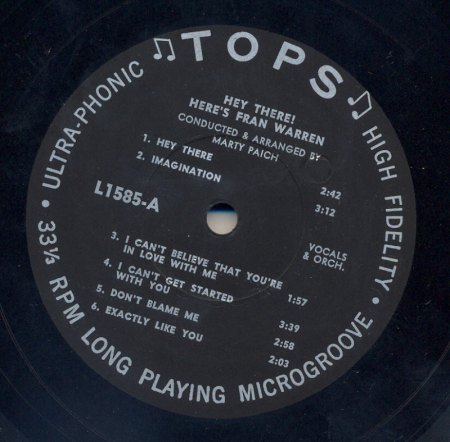 ♫ TOPS ♫
ULTRA-PHONIC
HIGH FIDELITY
33⅓ RPM LONG PLAYING MICROGROOVE
HEY THERE!
HERE'S FRAN WARREN
CONDUCTED & ARRANGED BY
MARTY PAICH
1. HEY THERE 2:42
2. IMAGINATION 3:12
L1585-A
VOCALS
& ORCH.
3. I CAN'T BELIEVE THAT YOU'RE
IN LOVE WITH ME 1:57
4. I CAN'T GET STARTED
WITH YOU 3:39
5. DON'T BLAME ME 2:58
6. EXACTLY LIKE YOU 2:03